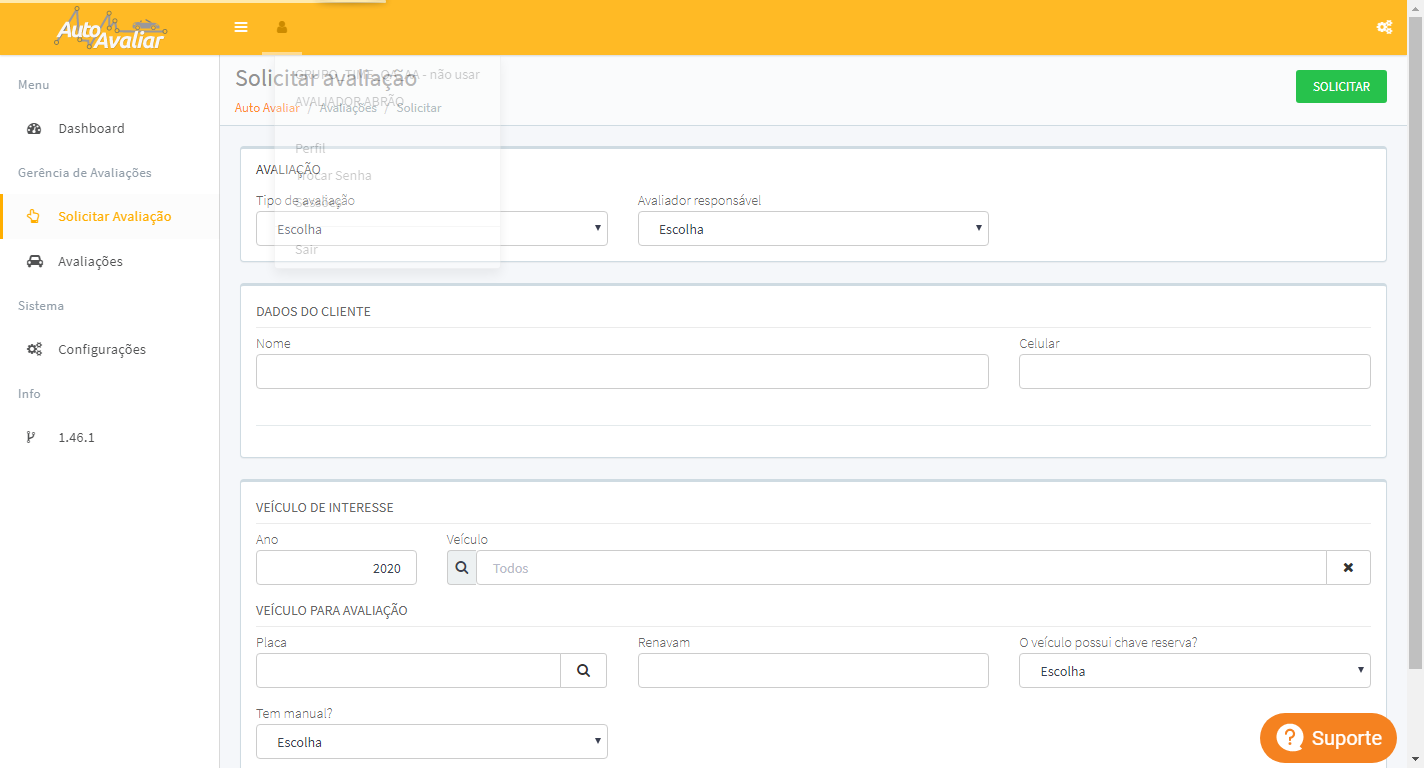 Auto
Avaliar
Menu
Dashboard
Gerência de Avaliações
Solicitar Avaliação
Avaliações
Sistema
Configurações
Info
1.46.1
Solicitar avaliação
SOLICITAR
Auto Avaliar / Avaliações / Solicitar
GRUPO_TIME_QAZAA - não usar
AVALIADOR ABRÃO
Perfil
Trocar Senha
Sessões
Sair
AVALIAÇÃO
Tipo de avaliação
Avaliador responsável
Escolha
Escolha
DADOS DO CLIENTE
Nome
Celular
VEÍCULO DE INTERESSE
Ano
Veículo
2020
Todos
VEÍCULO PARA AVALIAÇÃO
Placa
Renavam
O veículo possui chave reserva?
Escolha
Tem manual?
Escolha
Suporte